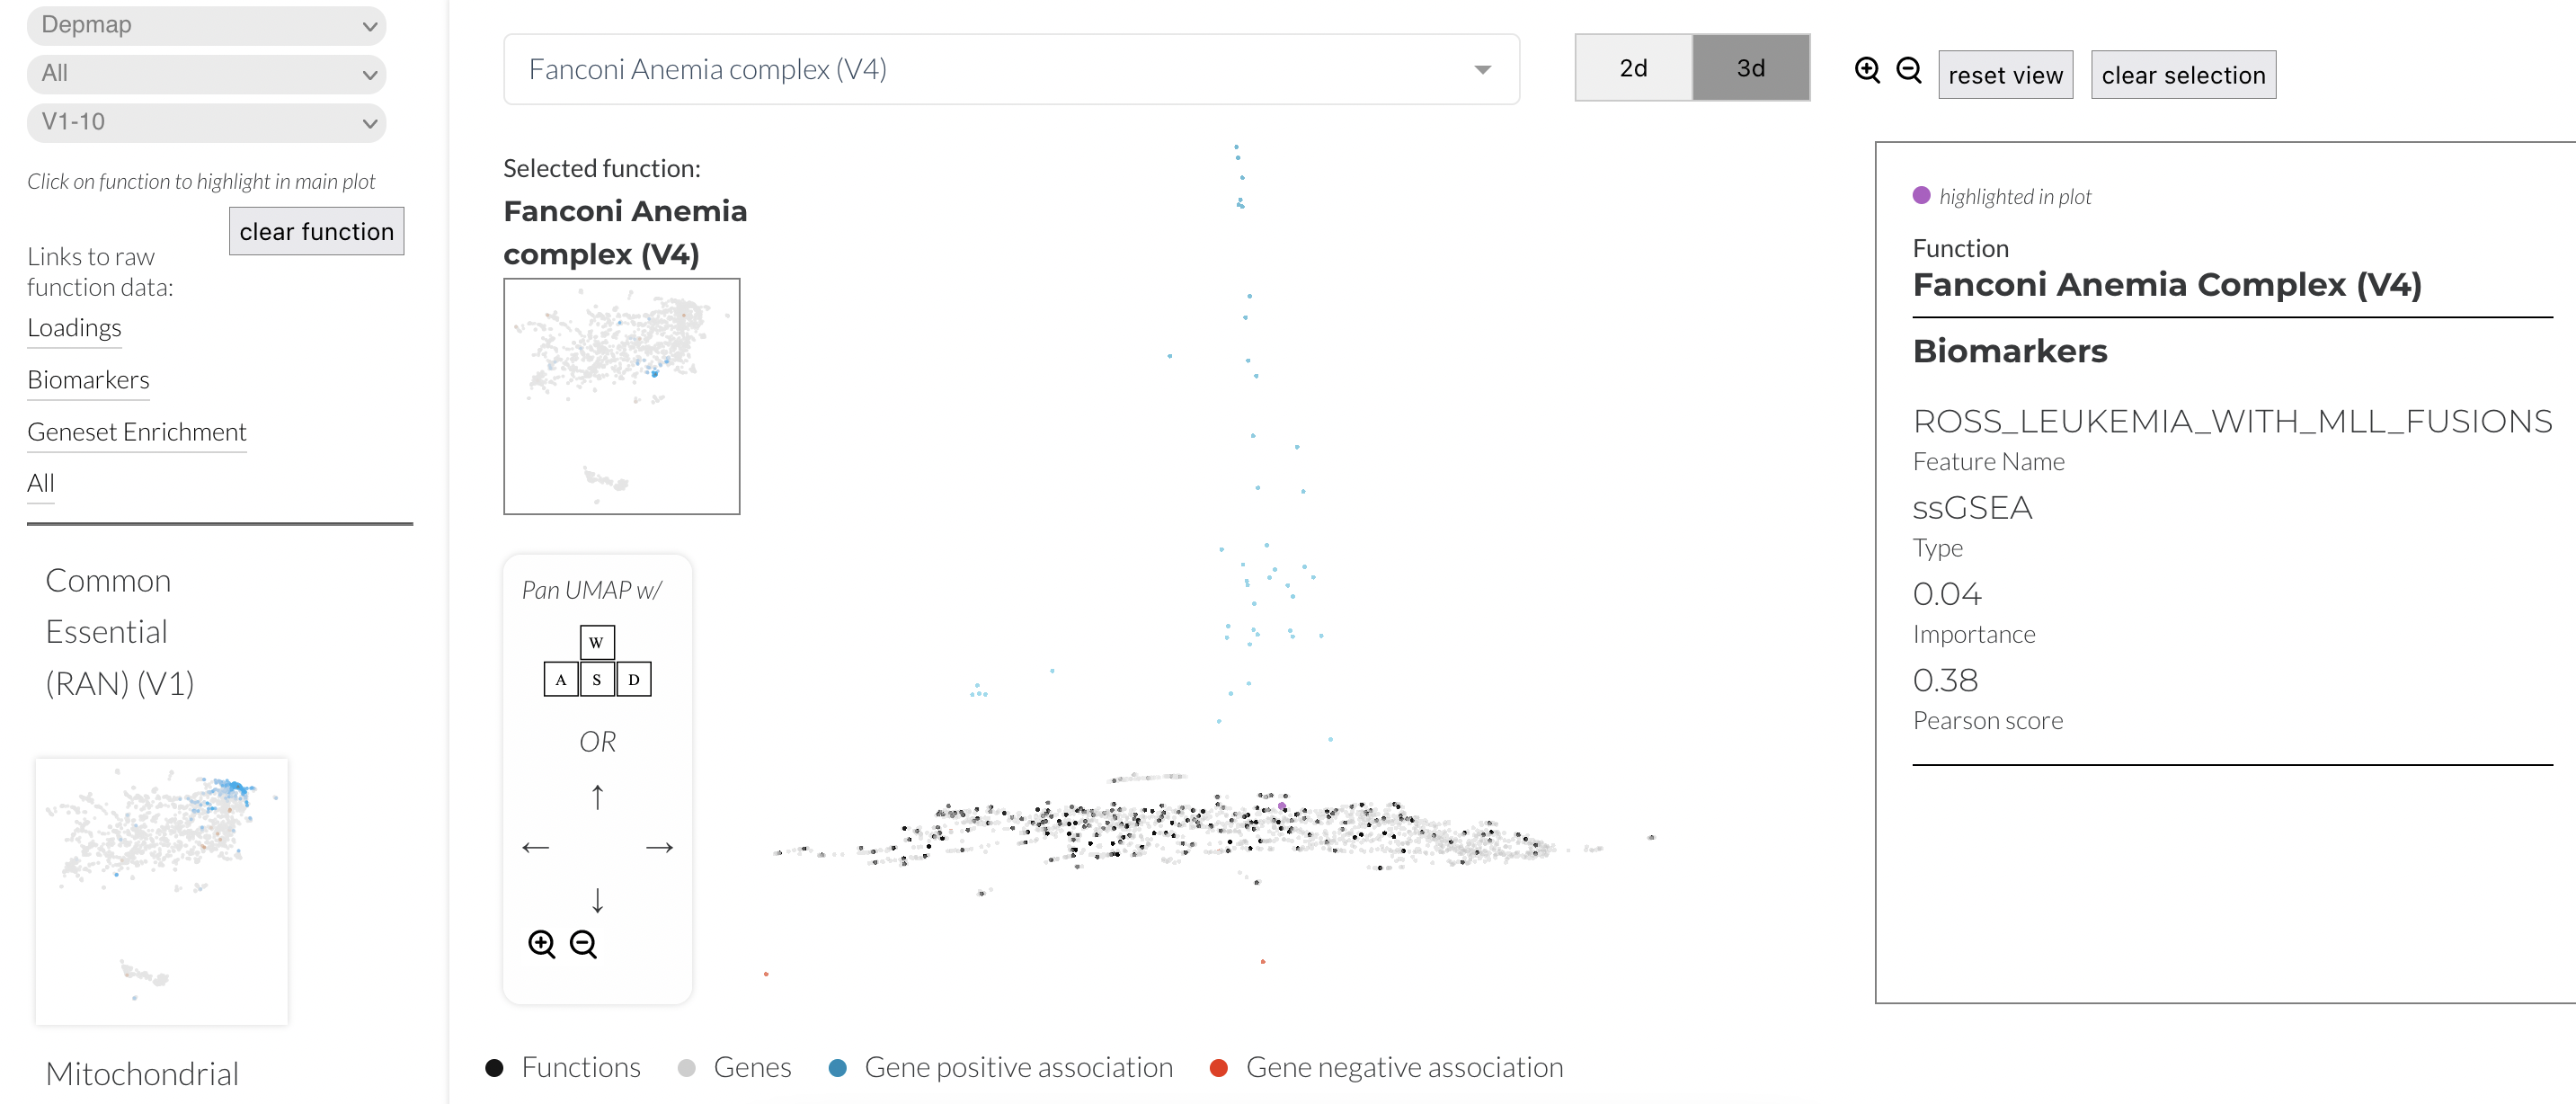 Depmap
All
V1-10
Click on function to highlight in main plot
clear function
Links to raw
function data:
Loadings
Biomarkers
Geneset Enrichment
All
Common
Essential
(RAN) (V1)
Mitochondrial
Fanconi Anemia complex (V4)
2d
3d
reset view
clear selection
Selected function:
Fanconi Anemia
complex (V4)
Pan UMAP w/
W
A S D
OR
↑
← →
↓
Functions
Genes
Gene positive association
Gene negative association
highlighted in plot
Function
Fanconi Anemia Complex (V4)
Biomarkers
ROSS_LEUKEMIA_WITH_MLL_FUSIONS
Feature Name
ssGSEA
Type
0.04
Importance
0.38
Pearson score